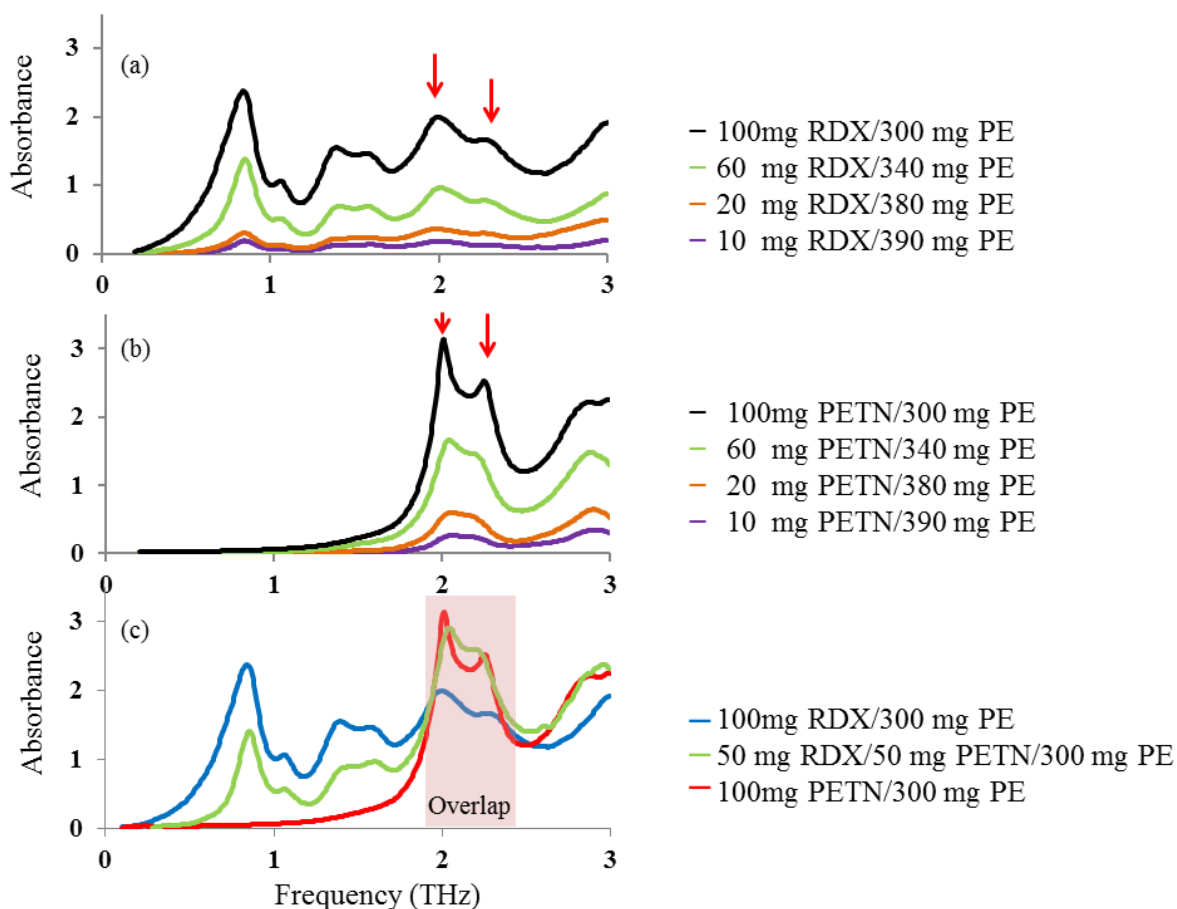 3
2
1
0
Absorbance
(a)
0
1
2
3
100mg RDX/300 mg PE
60 mg RDX/340 mg PE
20 mg RDX/380 mg PE
10 mg RDX/390 mg PE
3
2
1
0
Absorbance
(b)
0
1
2
3
100mg PETN/300 mg PE
60 mg PETN/340 mg PE
20 mg PETN/380 mg PE
10 mg PETN/390 mg PE
3
2
1
0
Absorbance
(c)
Overlap
0
1
2
3
Frequency (THz)
100mg RDX/300 mg PE
50 mg RDX/50 mg PETN/300 mg PE
100mg PETN/300 mg PE